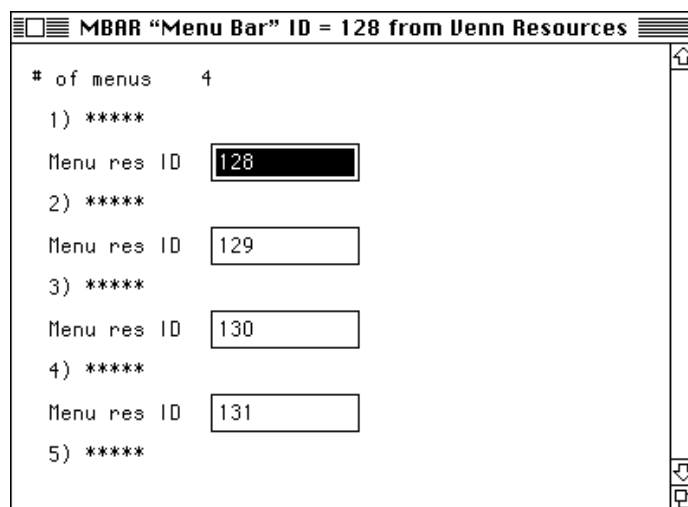 MBAR “Menu Bar” ID = 128 from Venn Resources
# of menus 4
1) *****
Menu res ID 128
2) *****
Menu res ID 129
3) *****
Menu res ID 130
4) *****
Menu res ID 131
5) *****